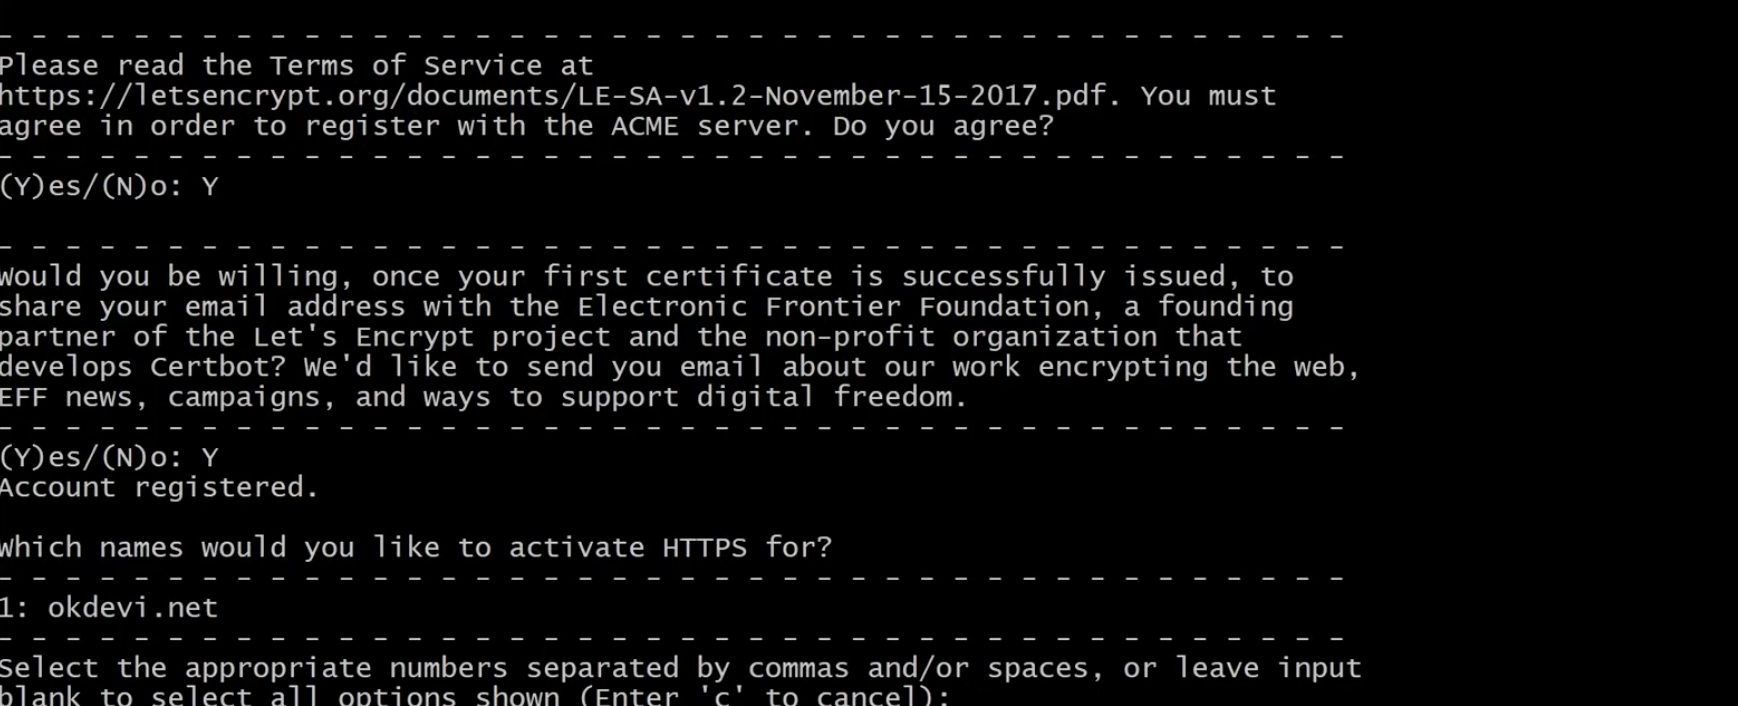 - - - - - - - - - - - - - - - - - - - - - - - - - - - - - - - - - - - - - - - -
Please read the Terms of Service at
https://letsencrypt.org/documents/LE-SA-v1.2-November-15-2017.pdf. You must
agree in order to register with the ACME server. Do you agree?
- - - - - - - - - - - - - - - - - - - - - - - - - - - - - - - - - - - - - - - -
(Y)es/(N)o: Y
- - - - - - - - - - - - - - - - - - - - - - - - - - - - - - - - - - - - - - - -
Would you be willing, once your first certificate is successfully issued, to
share your email address with the Electronic Frontier Foundation, a founding
partner of the Let's Encrypt project and the non-profit organization that
develops Certbot? We'd like to send you email about our work encrypting the web,
EFF news, campaigns, and ways to support digital freedom.
- - - - - - - - - - - - - - - - - - - - - - - - - - - - - - - - - - - - - - - -
(Y)es/(N)o: Y
Account registered.
Which names would you like to activate HTTPS for?
- - - - - - - - - - - - - - - - - - - - - - - - - - - - - - - - - - - - - - - -
1: okdevi.net
- - - - - - - - - - - - - - - - - - - - - - - - - - - - - - - - - - - - - - - -
Select the appropriate numbers separated by commas and/or spaces, or leave input
blank to select all options shown (Enter 'c' to cancel):